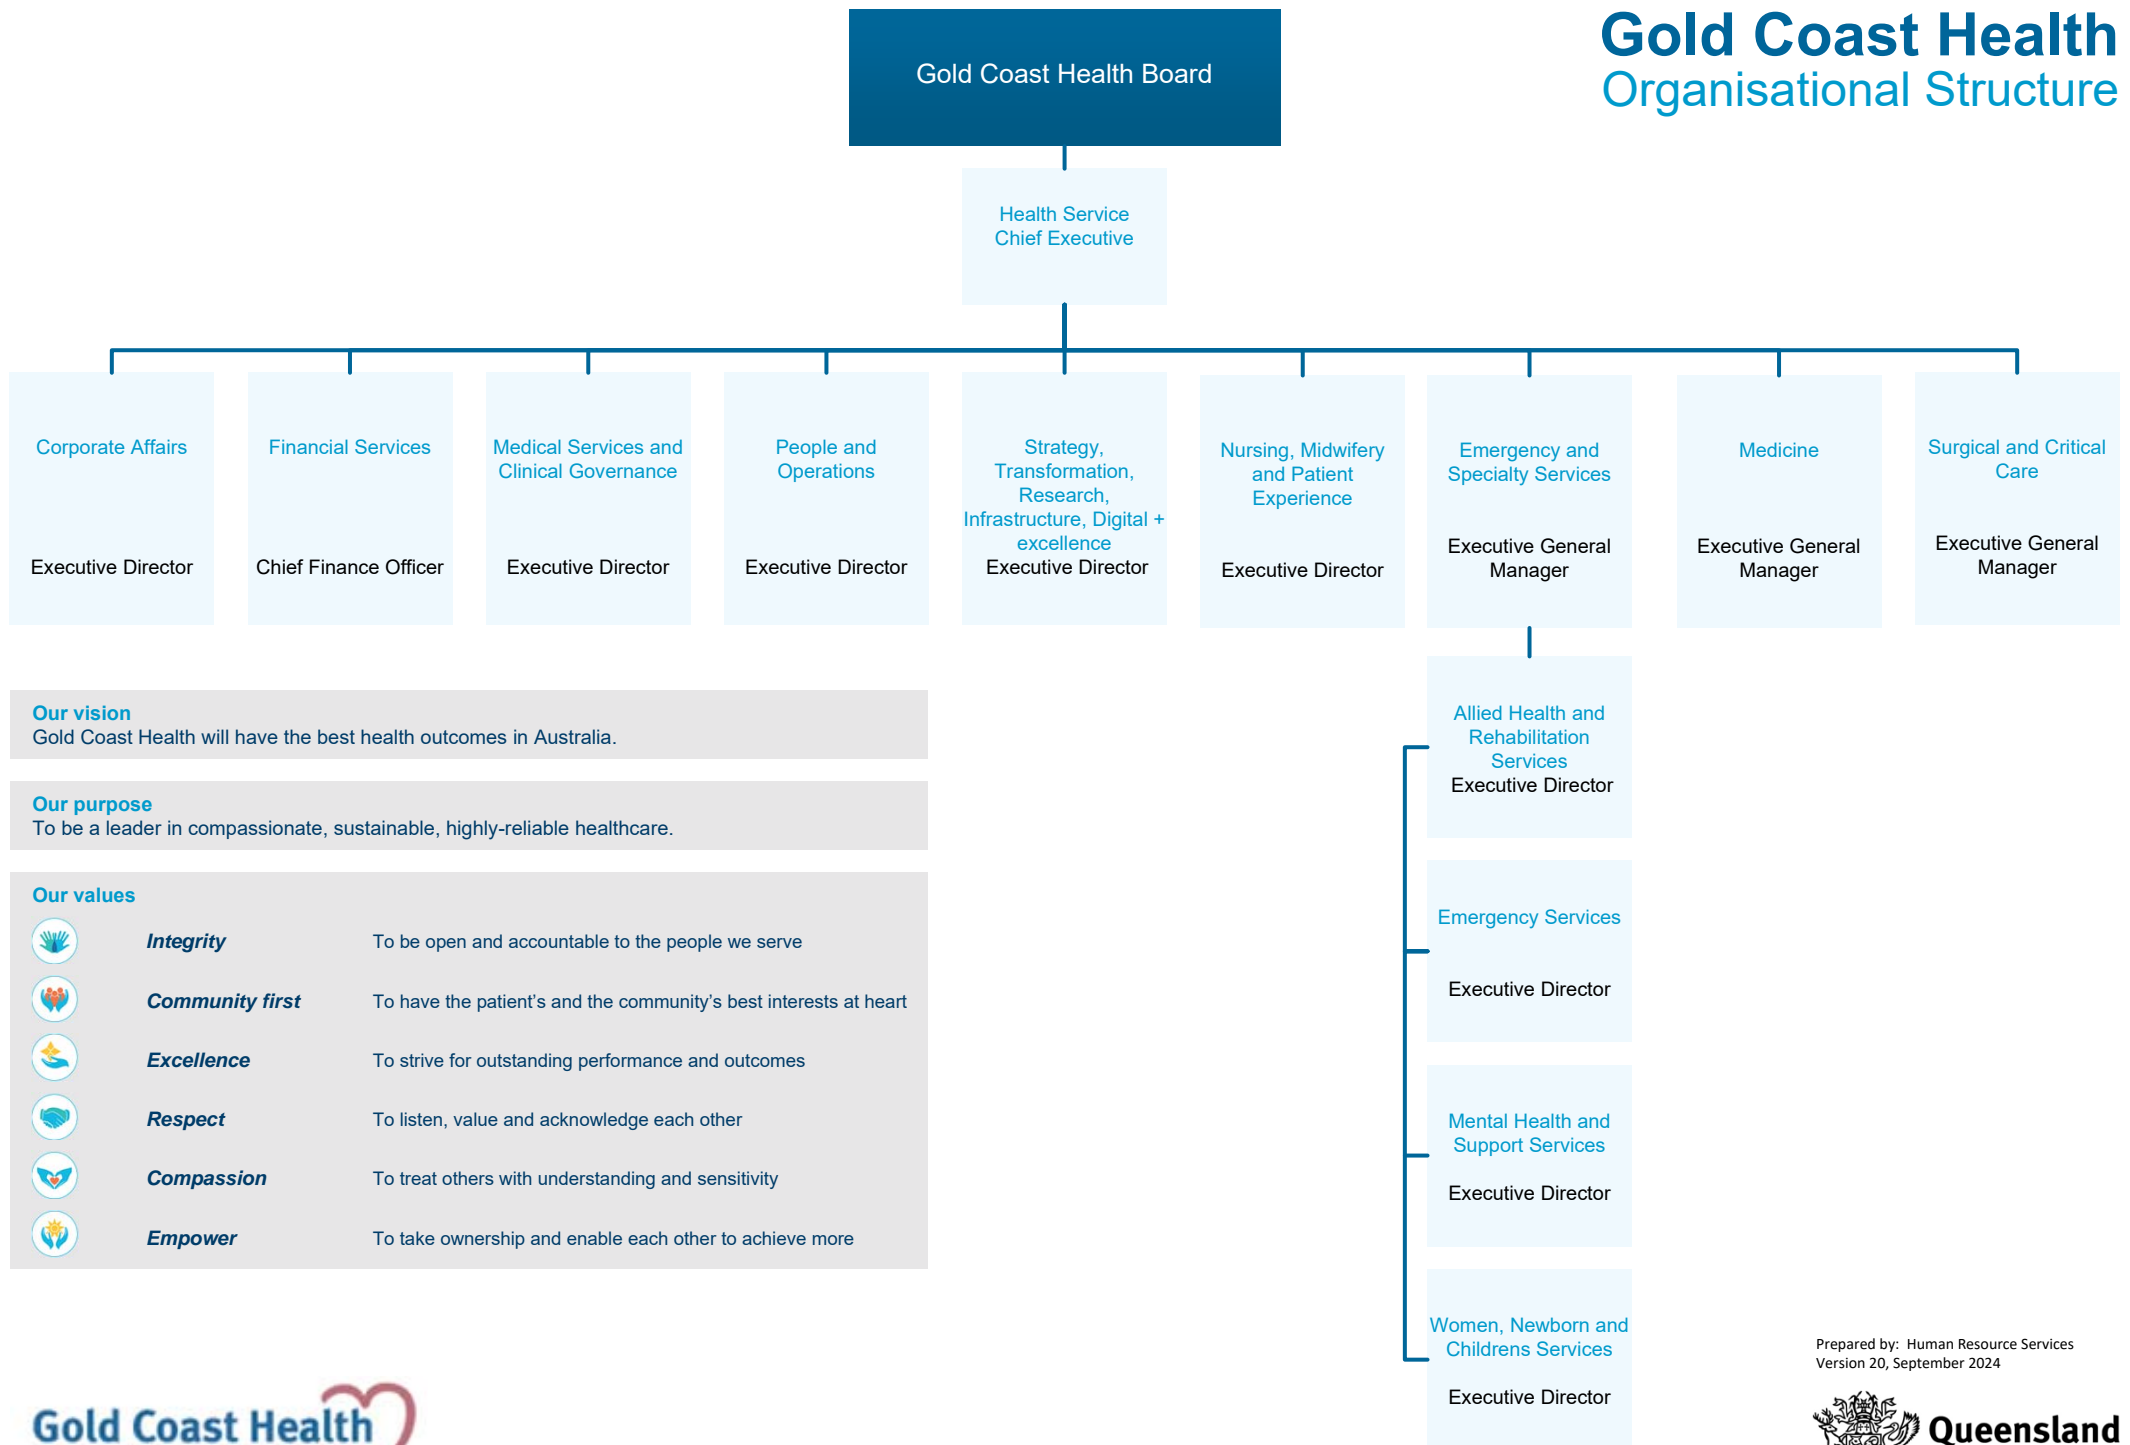 Gold Coast Health
Organisational Structure
Gold Coast Health Board
Health Service
Chief Executive
Corporate Affairs
Executive Director
Financial Services
Chief Finance Officer
Medical Services and
Clinical Governance
Executive Director
People and
Operations
Executive Director
Strategy,
Transformation,
Research,
Infrastructure, Digital +
excellence
Executive Director
Nursing, Midwifery
and Patient
Experience
Executive Director
Emergency and
Specialty Services
Executive General
Manager
Medicine
Executive General
Manager
Surgical and Critical
Care
Executive General
Manager
Allied Health and
Rehabilitation
Services
Executive Director
Emergency Services
Executive Director
Mental Health and
Support Services
Executive Director
Women, Newborn and
Childrens Services
Executive Director
Our vision
Gold Coast Health will have the best health outcomes in Australia.
Our purpose
To be a leader in compassionate, sustainable, highly-reliable healthcare.
Our values
Integrity To be open and accountable to the people we serve
Community first To have the patient’s and the community’s best interests at heart
Excellence To strive for outstanding performance and outcomes
Respect To listen, value and acknowledge each other
Compassion To treat others with understanding and sensitivity
Empower To take ownership and enable each other to achieve more
Prepared by: Human Resource Services
Version 20, September 2024
Gold Coast Health
Queensland